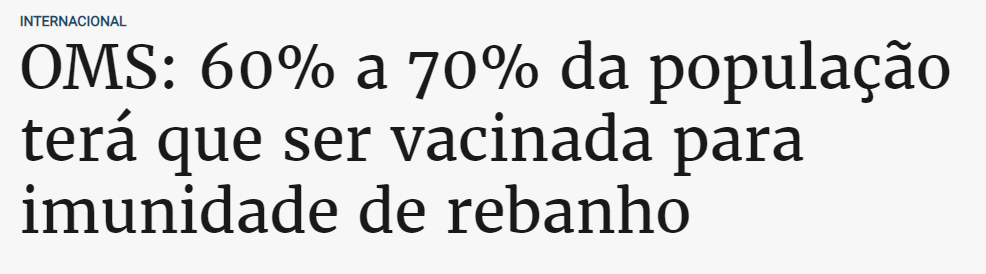 INTERNACIONAL
OMS: 60% a 70% da população
terá que ser vacinada para
imunidade de rebanho